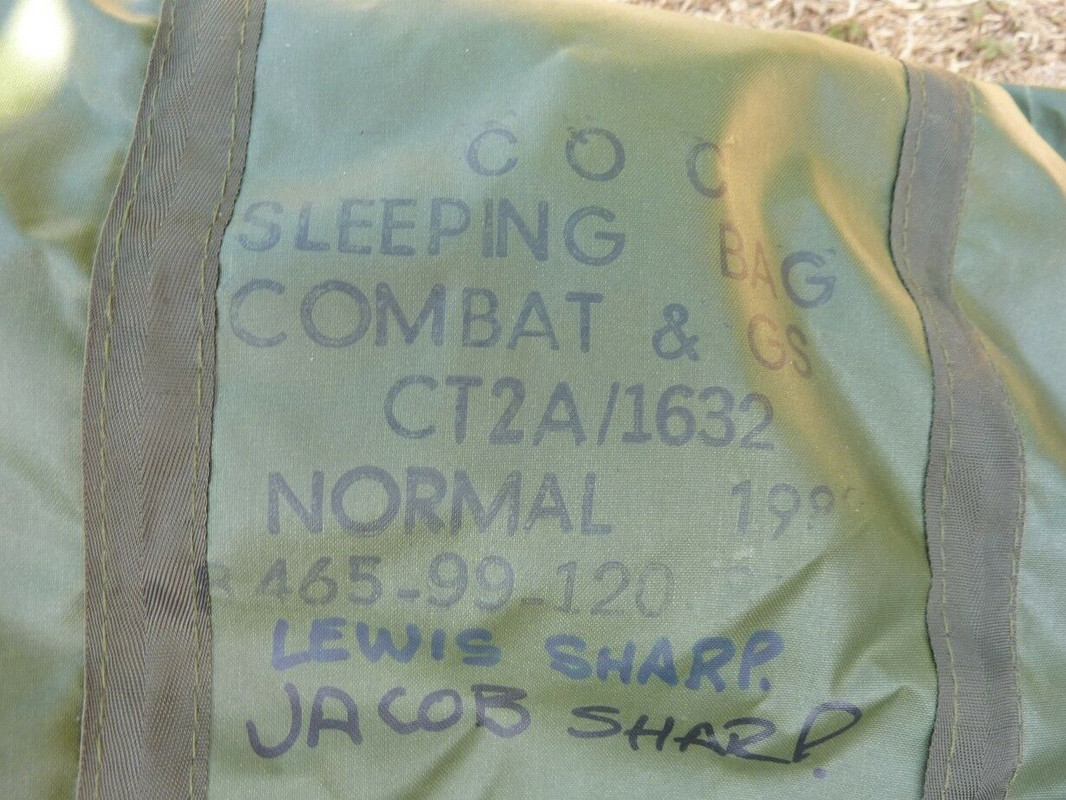 C O C
SLEEPING BAG
COMBAT & GS
CT2A/1632
NORMAL
465-99-120
LEWIS SHARP.
JACOB SHARP.